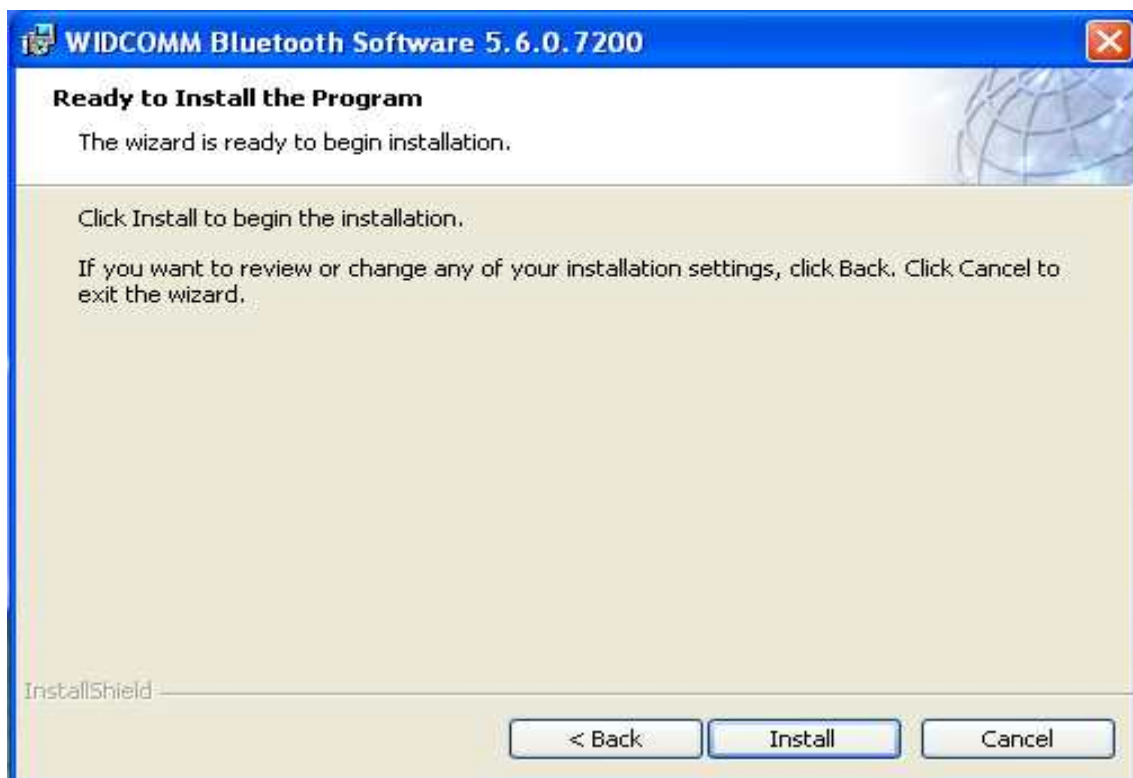 WIDCOMM Bluetooth Software 5.6.0.7200
Ready to Install the Program
The wizard is ready to begin installation.
Click Install to begin the installation.
If you want to review or change any of your installation settings, click Back. Click Cancel to
exit the wizard.
InstallShield
< Back
Install
Cancel